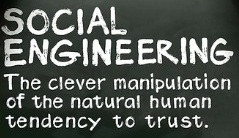 SOCIAL
ENGINEERING
The clever manipulation
of the natural human
tendency to trust.